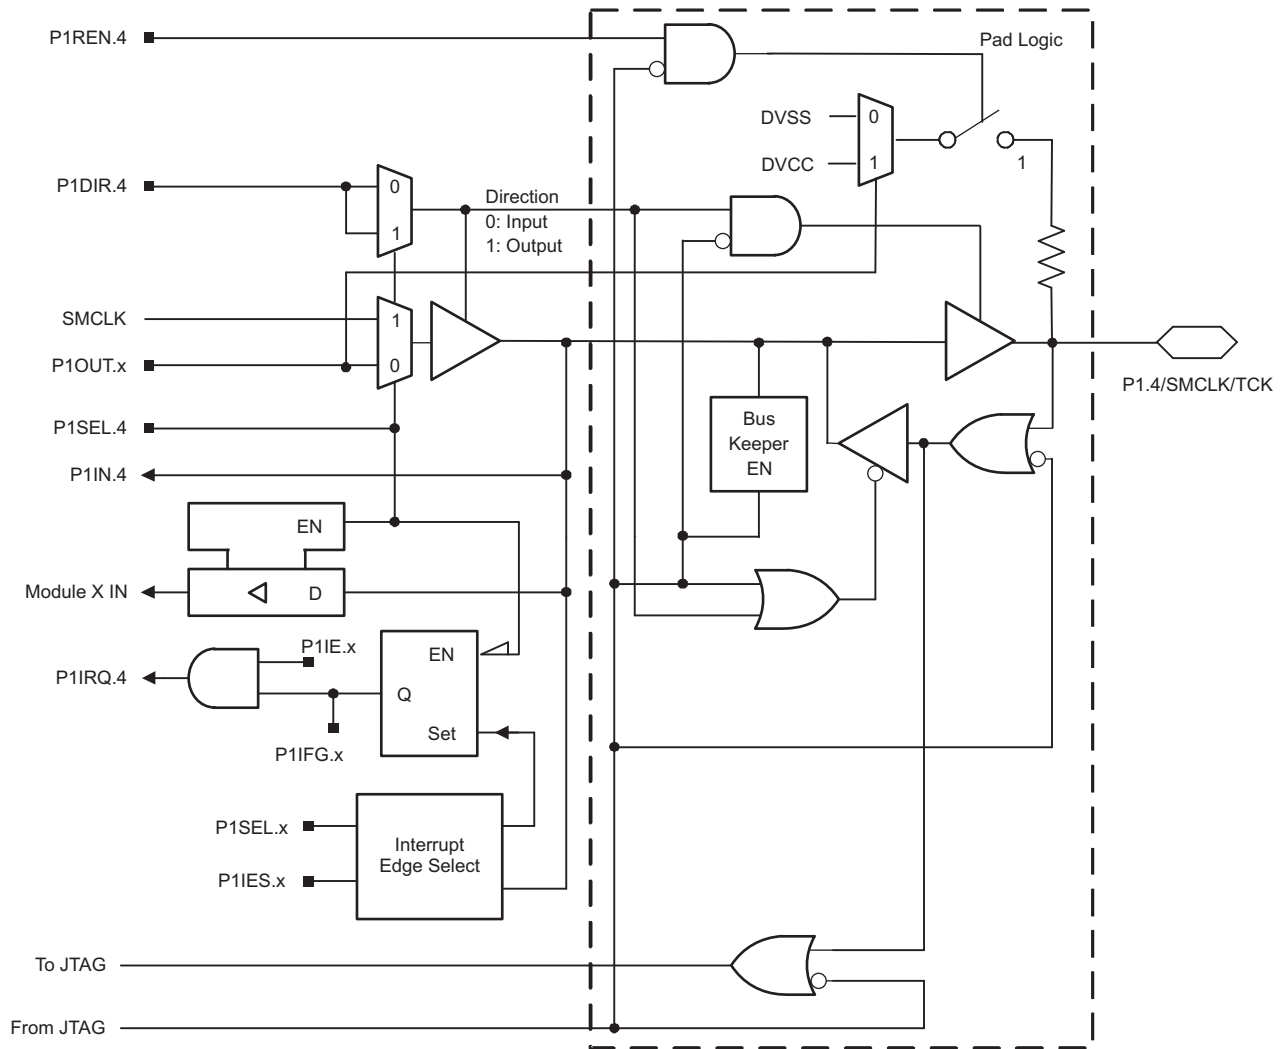 P1REN.4
Pad Logic
DVSS
0
DVCC
1
1
P1DIR.4
0
1
Direction
0: Input
1: Output
SMCLK
1
P1OUT.x
0
P1.4/SMCLK/TCK
P1SEL.4
Bus
Keeper
EN
P1IN.4
EN
Module X IN
D
P1IE.x
EN
P1IRQ.4
Q
Set
P1IFG.x
P1SEL.x
Interrupt
Edge Select
P1IES.x
To JTAG
From JTAG